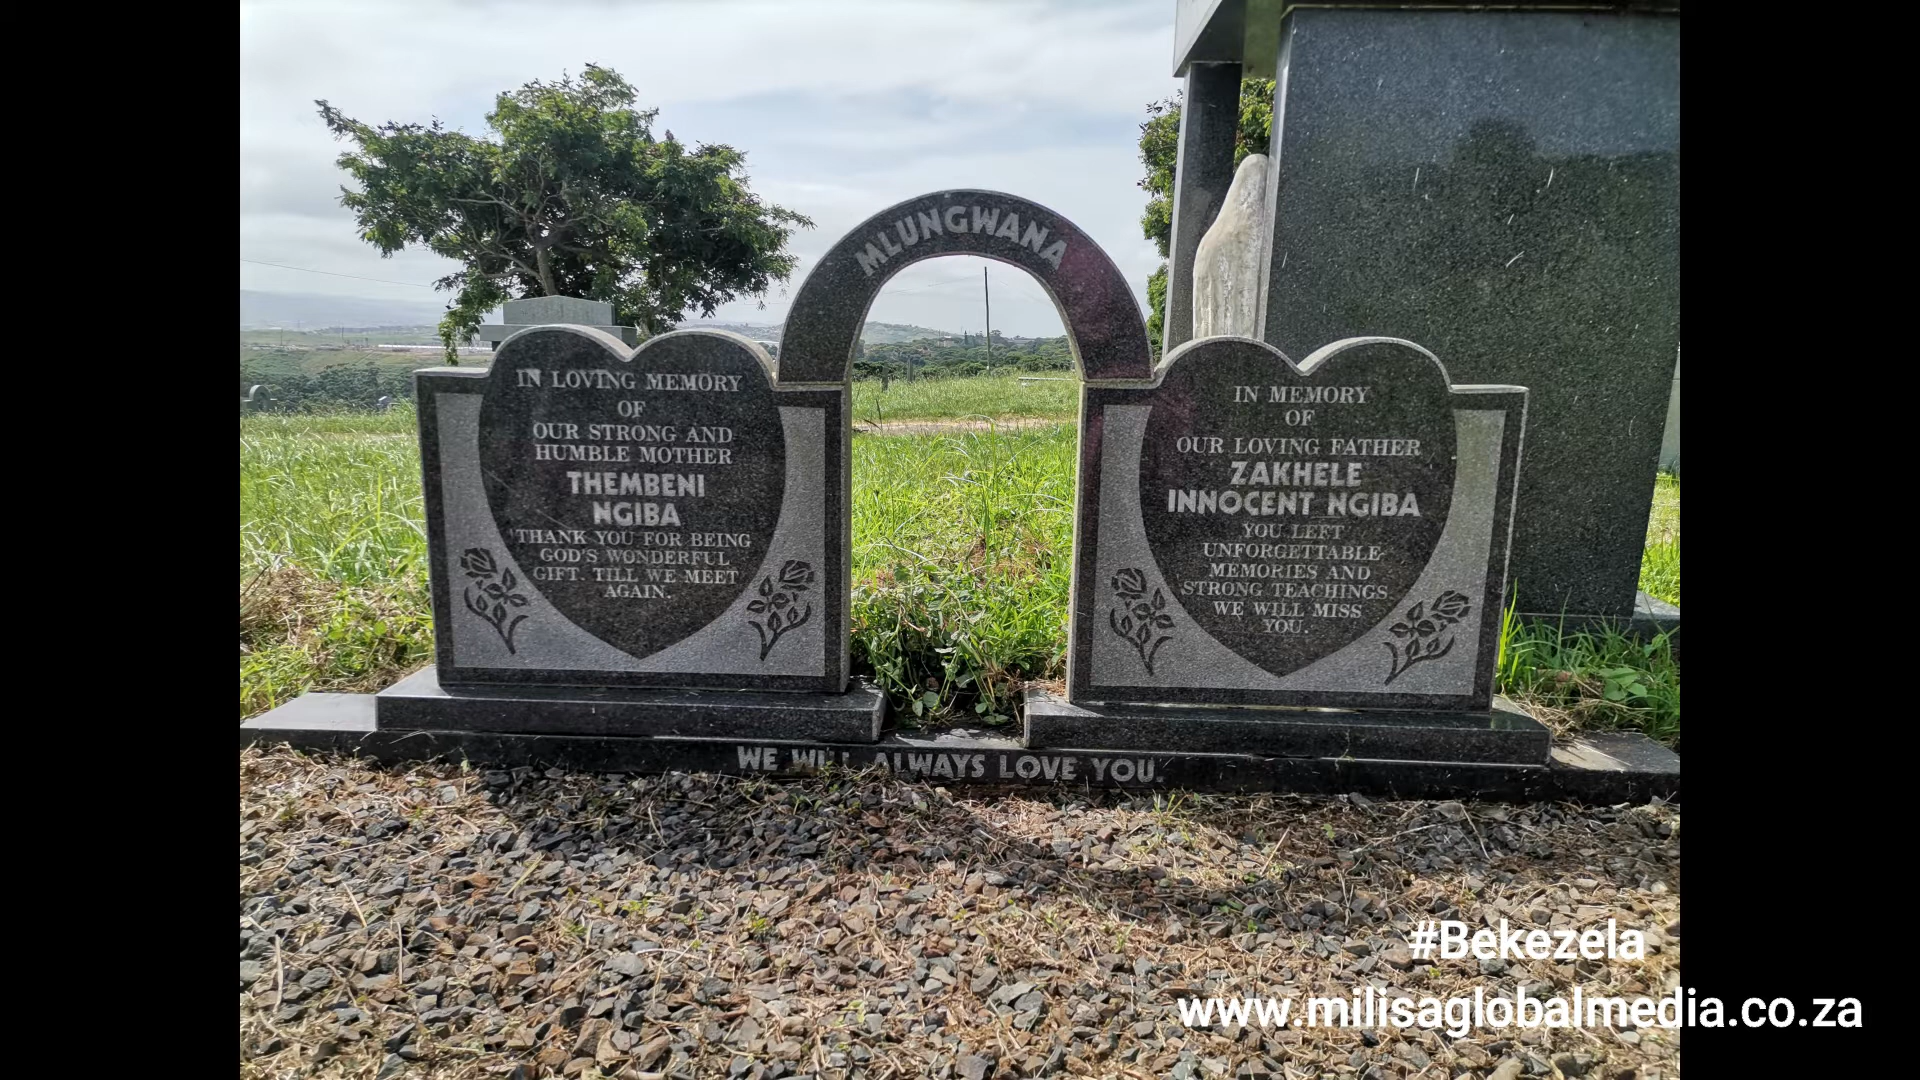 MLUNGWANA
IN LOVING MEMORY
OF
OUR STRONG AND
HUMBLE MOTHER
THEMBENI
NGIBA
THANK YOU FOR BEING
GOD'S WONDERFUL
GIFT. TILL WE MEET
AGAIN.
IN MEMORY
OF
OUR LOVING FATHER
ZAKHELE
INNOCENT NGIBA
YOU LEFT
UNFORGETTABLE-
MEMORIES AND
STRONG TEACHINGS
WE WILL MISS
YOU.
WE WILL ALWAYS LOVE YOU.
#Bekezela
www.milisaglobalmedia.co.za